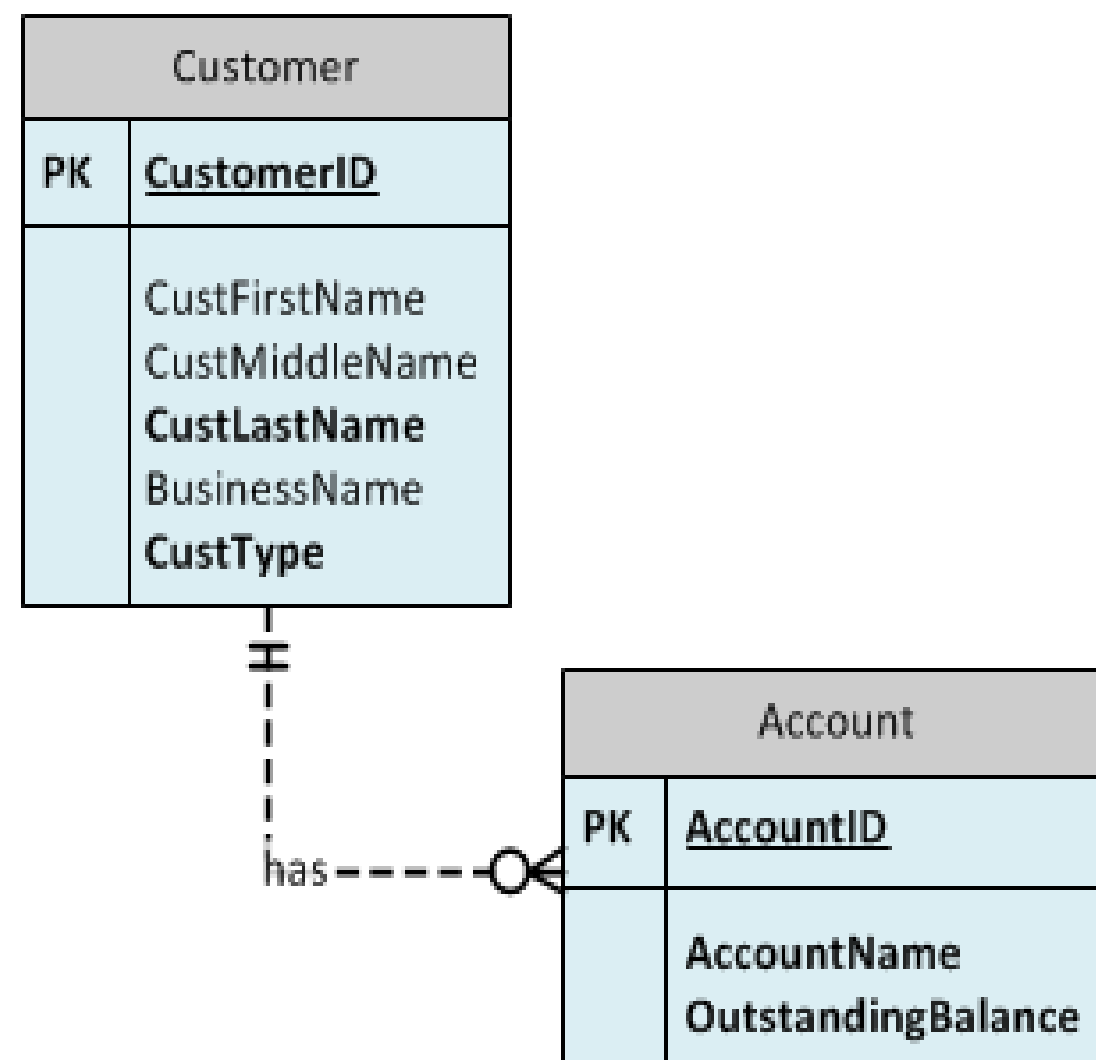 Customer
PK CustomerID
CustFirstName
CustMiddleName
CustLastName
BusinessName
CustType
has
Account
PK AccountID
AccountName
OutstandingBalance